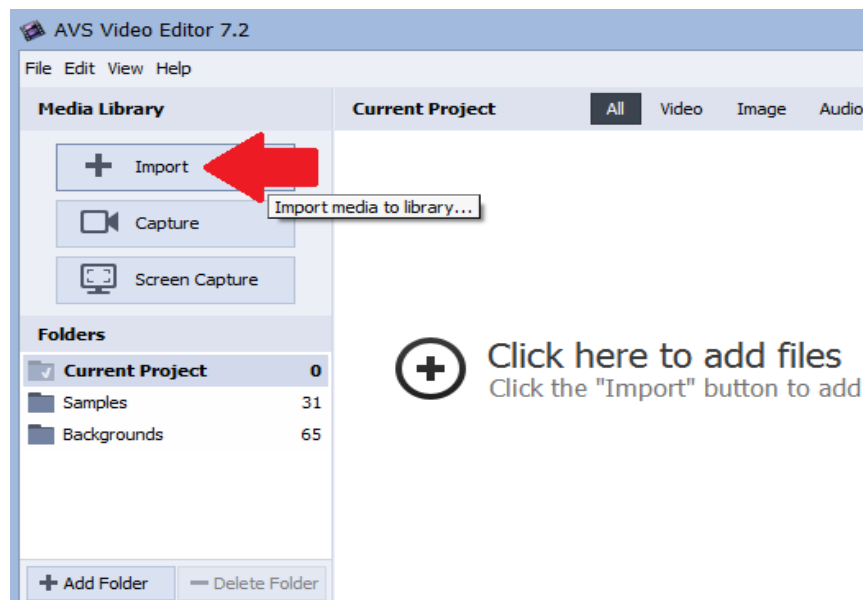 AVS Video Editor 7.2
File Edit View Help
Media Library
Current Project
All Video Image Audio
Import
Import media to library...
Capture
Screen Capture
Folders
Current Project 0
Samples 31
Backgrounds 65
Click here to add files
Click the "Import" button to add
Add Folder
Delete Folder